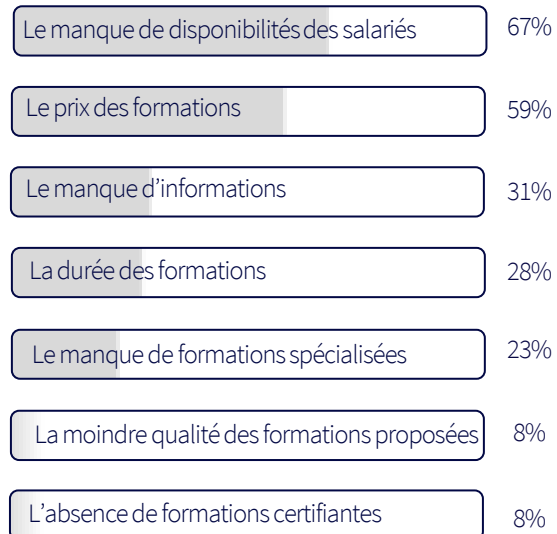 Le manque de disponibilités des salariés 67%
Le prix des formations 59%
Le manque d’informations 31%
La durée des formations 28%
Le manque de formations spécialisées 23%
La moindre qualité des formations proposées 8%
L’absence de formations certifiantes 8%